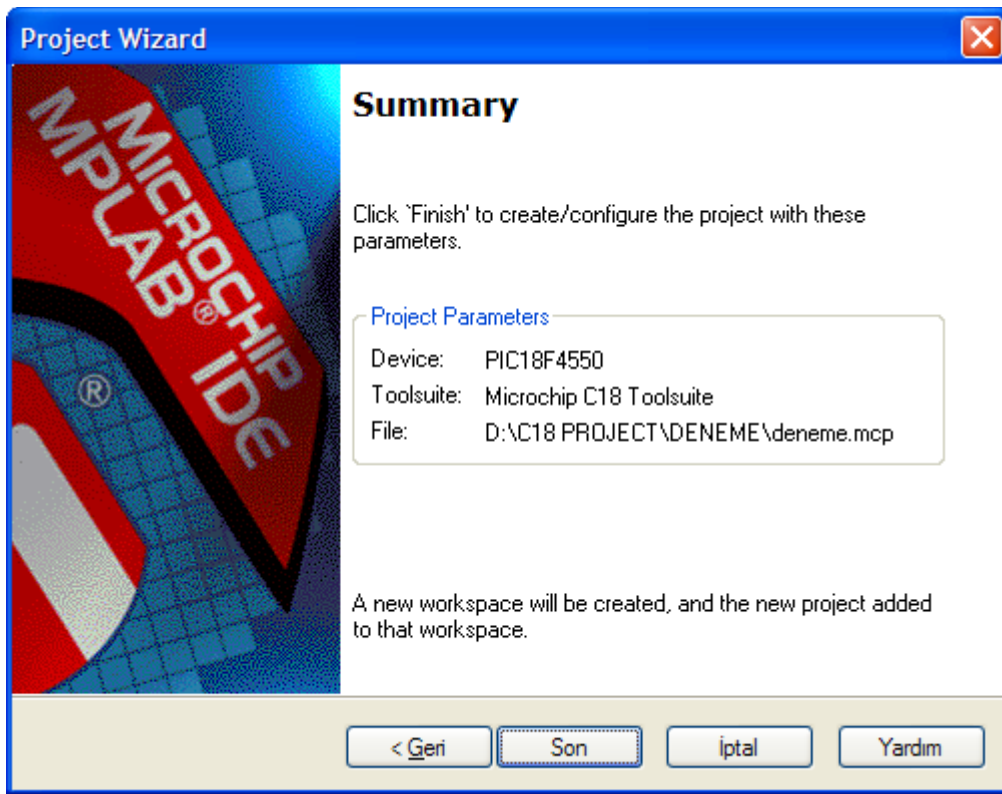 Project Wizard
MICROCHIP
MPLAB® IDE
®
Summary
Click `Finish' to create/configure the project with these
parameters.
Project Parameters
Device: PIC18F4550
Toolsuite: Microchip C18 Toolsuite
File: D:\C18 PROJECT\DENEME\deneme.mcp
A new workspace will be created, and the new project added
to that workspace.
< Geri Son İptal Yardım